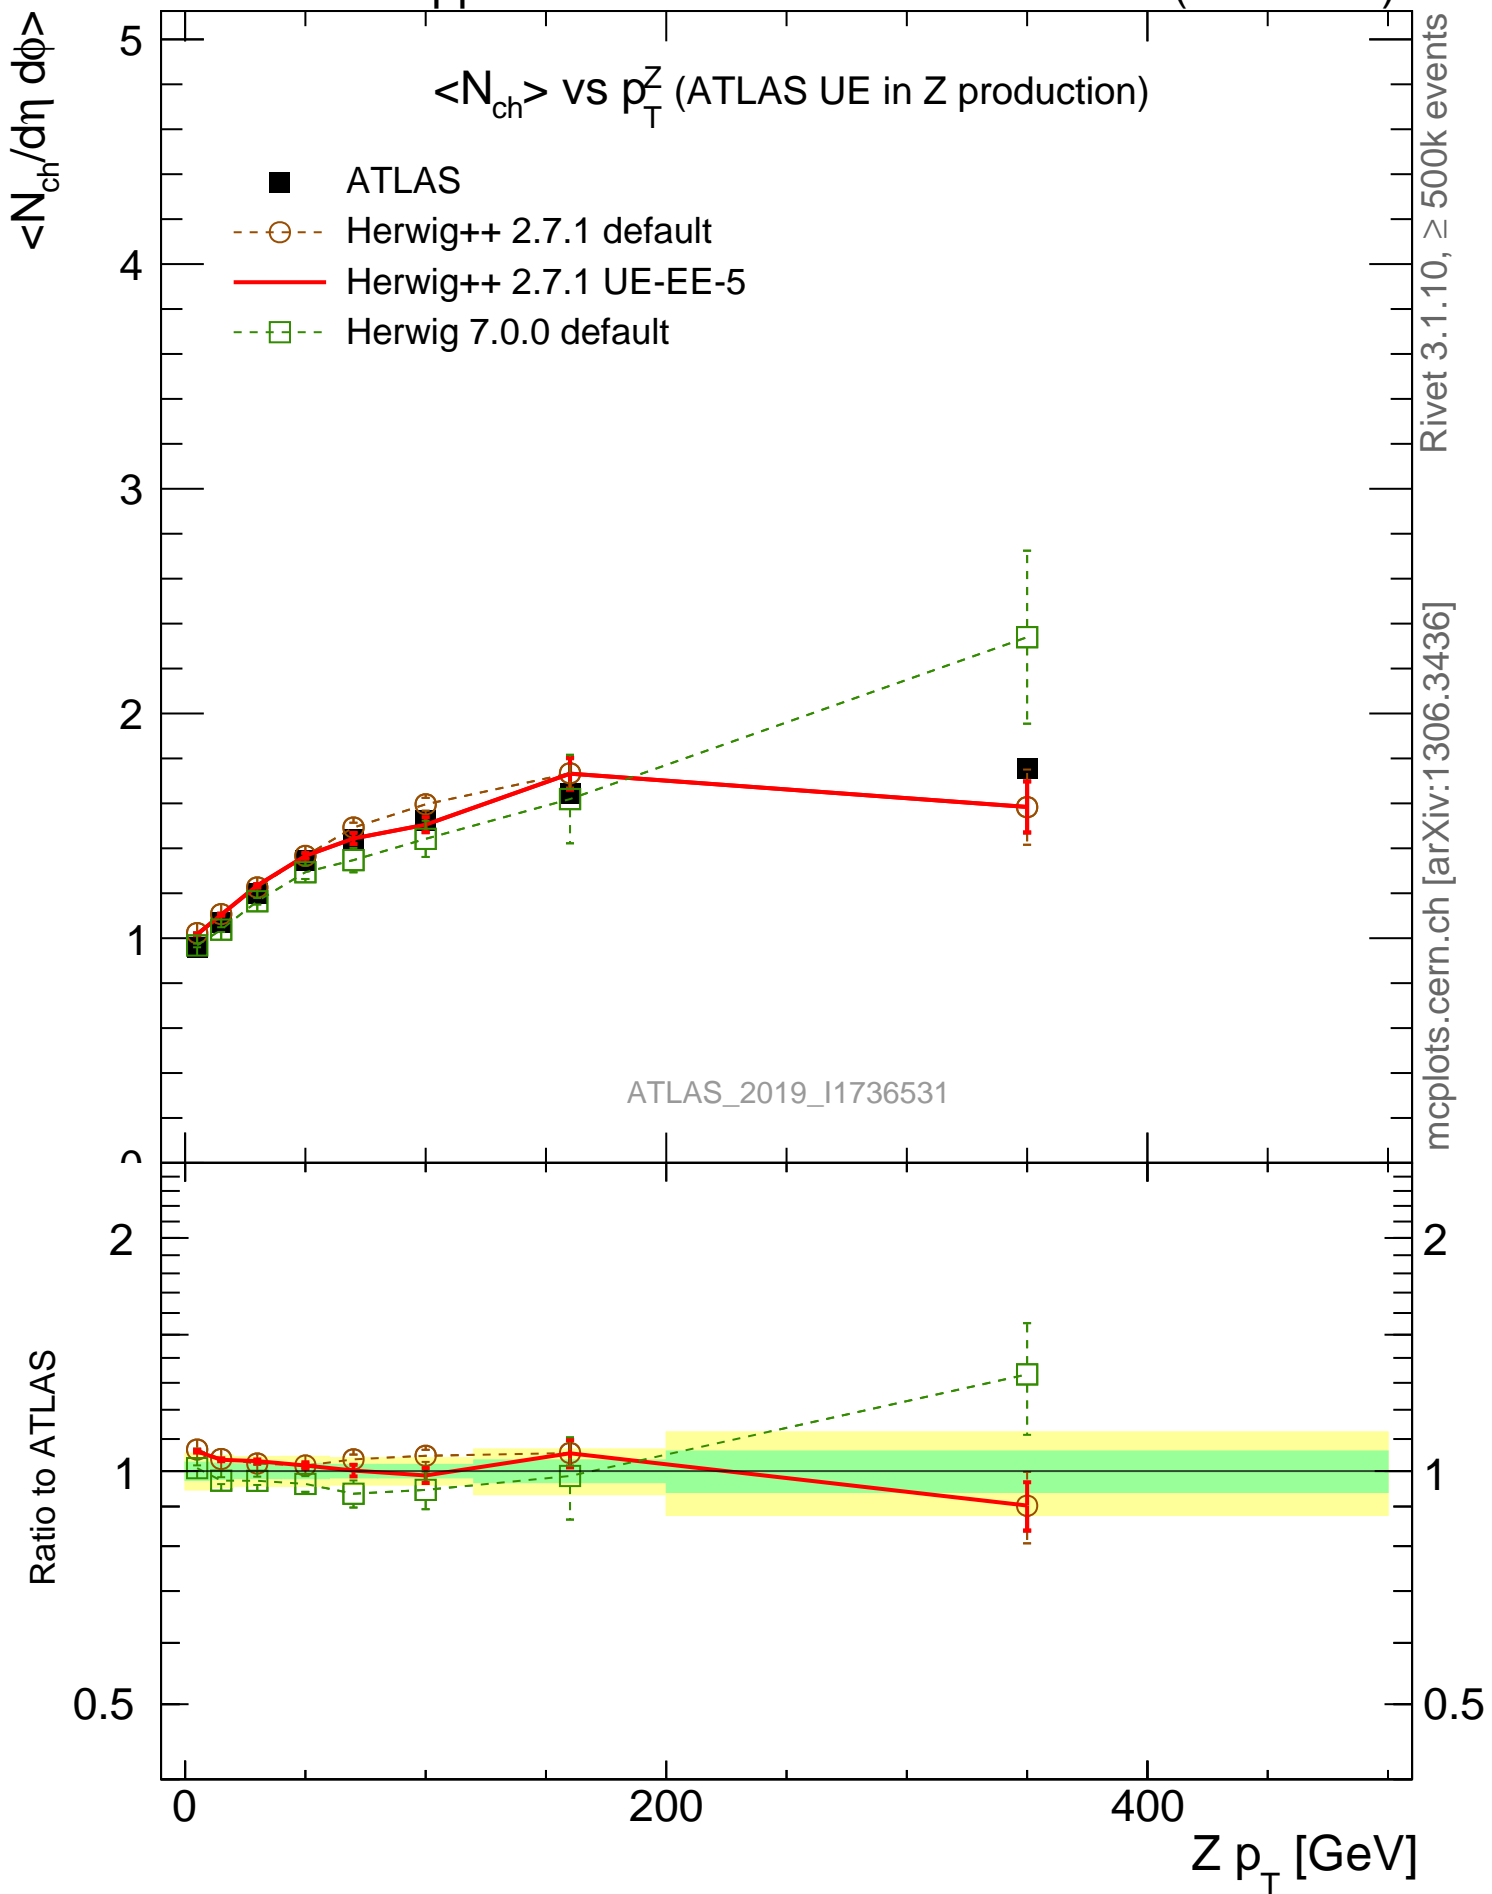 <N_ch> vs p_T^Z (ATLAS UE in Z production)
<N_ch/dη dϕ>
ATLAS
Herwig++ 2.7.1 default
Herwig++ 2.7.1 UE-EE-5
Herwig 7.0.0 default
5
4
3
2
1
0
ATLAS_2019_I1736531
Rivet 3.1.10, ≥ 500k events
mcplots.cern.ch [arXiv:1306.3436]
Ratio to ATLAS
2
1
0.5
2
1
0.5
0
200
400
Z p_T [GeV]